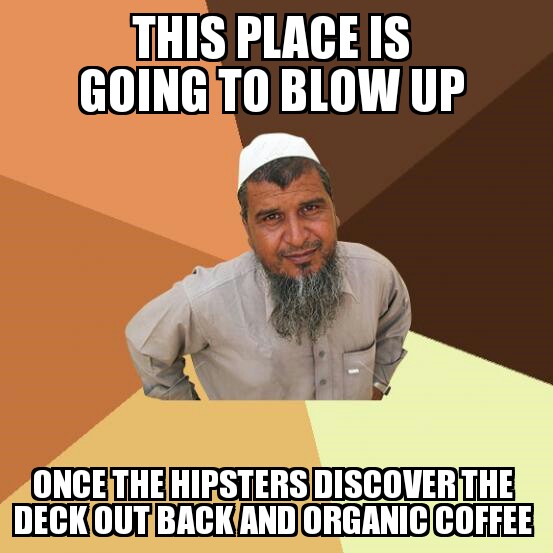 THIS PLACE IS
GOING TO BLOW UP
ONCE THE HIPSTERS DISCOVER THE
DECK OUT BACK AND ORGANIC COFFEE